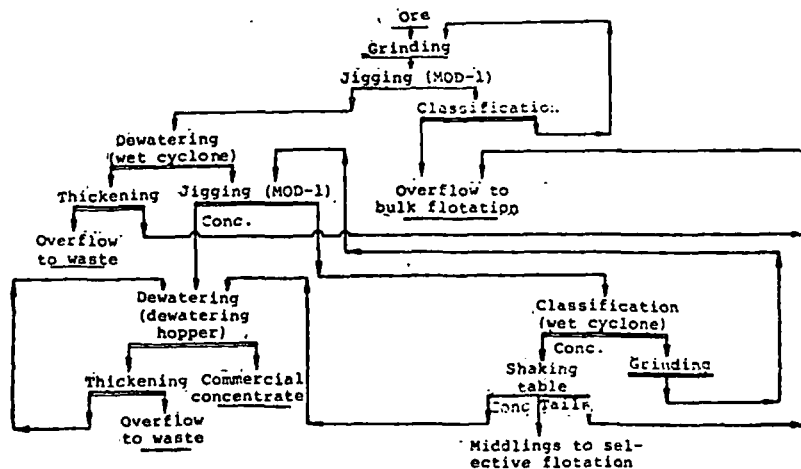 Ore
Grinding
Jigging (MOD-1)
Classification
Dewatering
(wet cyclone)
Thickening
Jigging (MOD-1)
Overflow to
bulk flotation
Conc.
Overflow
to waste
Dewatering
(dewatering
hopper)
Classification
(wet cyclone)
Conc.
Grinding
Thickening
Commercial
concentrate
Shaking
table
Conc.
Tails
Overflow
to waste
Middlings to sel-
ective flotation